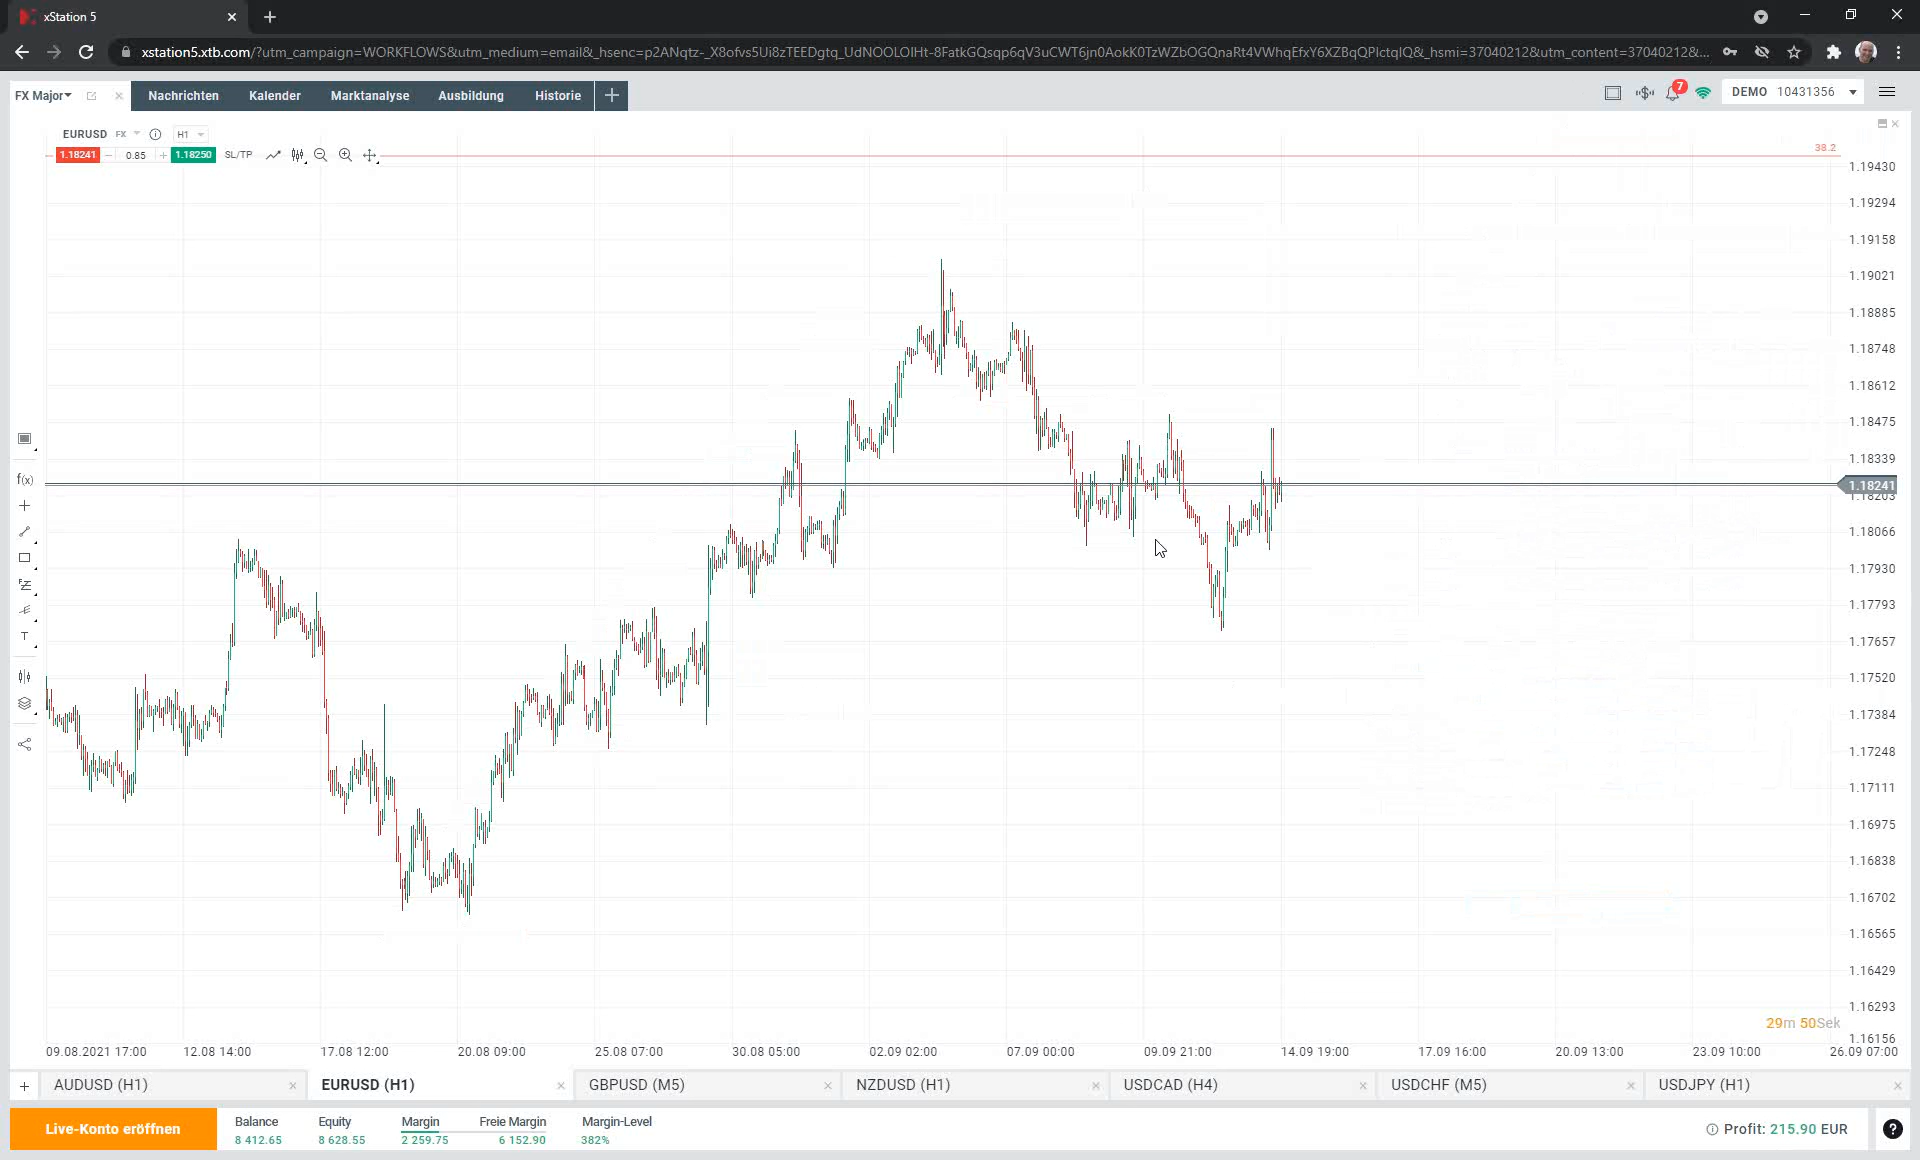 xStation 5
xstation5.xtb.com/?utm_campaign=WORKFLOWS&utm_medium=email&_hsenc=p2ANqtz-_X8ofvs5Ui8zTEEDgtq_UdNOOLOIHt-8FatkGQsqp6qV3uCWT6jn0AokK0TzWZbOGQnaRt4VWhqEfxY6XZBqQPlctqIQ&_hsmi=37040212&utm_content=37040212&...
FX Major Nachrichten Kalender Marktanalyse Ausbildung Historie 7 DEMO 10431356
EURUSD FX H1
1.18241 0.85 1.18250 SL/TP
38.2
1.19430
1.19294
1.19158
1.19021
1.18885
1.18748
1.18612
1.18475
1.18339
1.18241
1.18203
1.18066
1.17930
1.17793
1.17657
1.17520
1.17384
1.17248
1.17111
1.16975
1.16838
1.16702
1.16565
1.16429
1.16293
1.16156
f(x)
T
29m 50Sek
09.08.2021 17:00 12.08 14:00 17.08 12:00 20.08 09:00 25.08 07:00 30.08 05:00 02.09 02:00 07.09 00:00 09.09 21:00 14.09 19:00 17.09 16:00 20.09 13:00 23.09 10:00 26.09 07:00
AUDUSD (H1) EURUSD (H1) GBPUSD (M5) NZDUSD (H1) USDCAD (H4) USDCHF (M5) USDJPY (H1)
Live-Konto eröffnen
Balance Equity Margin Freie Margin Margin-Level
8 412.65 8 628.55 2 259.75 6 152.90 382%
Profit: 215.90 EUR